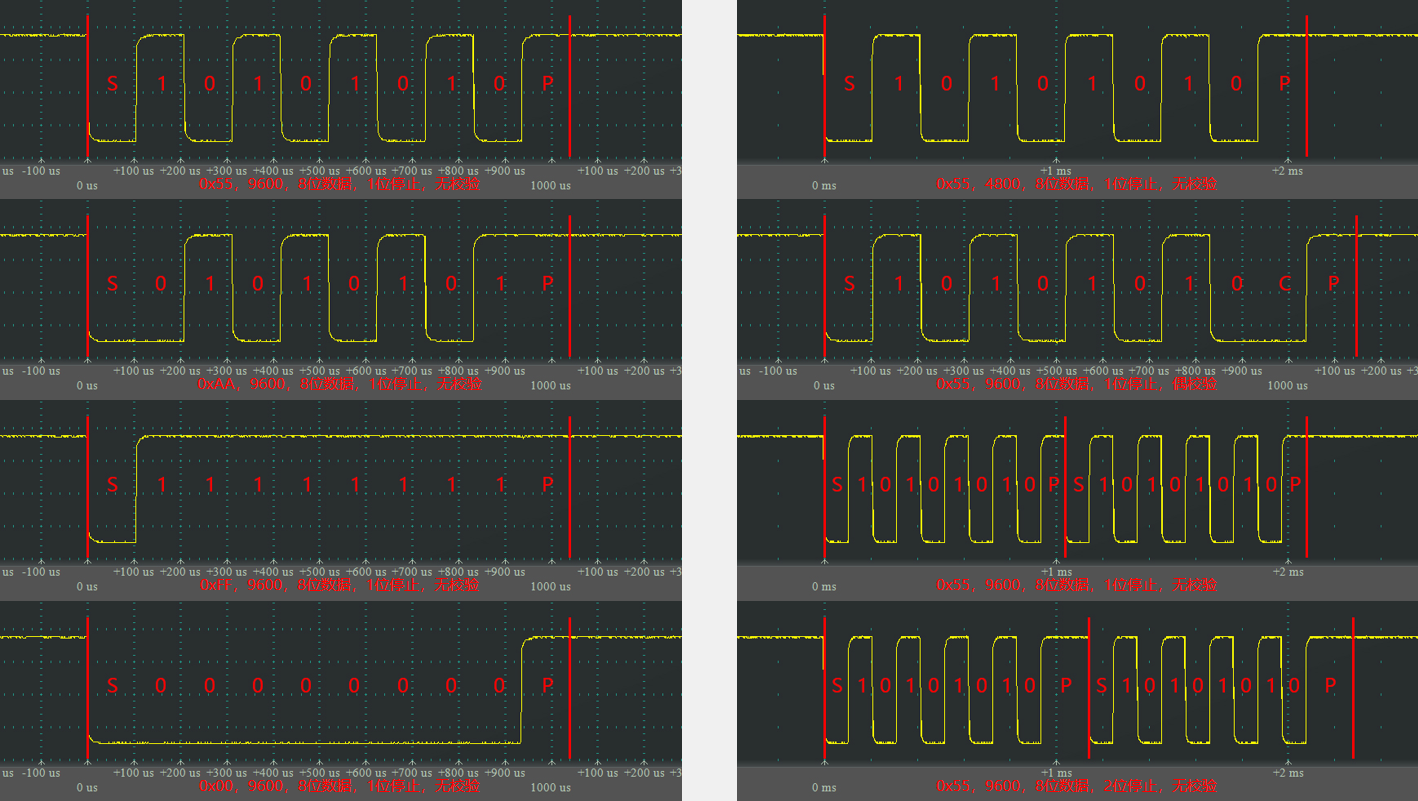 S 1 0 1 0 1 0 1 0 P
us -100 us +100 us +200 us +300 us +400 us +500 us +600 us +700 us +800 us +900 us +100 us +200 us +3
0 us 0x55，9600，8位数据，1位停止，无校验 1000 us
S 0 1 0 1 0 1 0 1 P
us -100 us +100 us +200 us +300 us +400 us +500 us +600 us +700 us +800 us +900 us +100 us +200 us +3
0 us 0xAA，9600，8位数据，1位停止，无校验 1000 us
S 1 1 1 1 1 1 1 1 P
us -100 us +100 us +200 us +300 us +400 us +500 us +600 us +700 us +800 us +900 us +100 us +200 us +3
0 us 0xFF，9600，8位数据，1位停止，无校验 1000 us
S 0 0 0 0 0 0 0 0 P
us -100 us +100 us +200 us +300 us +400 us +500 us +600 us +700 us +800 us +900 us +100 us +200 us +3
0 us 0x00，9600，8位数据，1位停止，无校验 1000 us
S 1 0 1 0 1 0 1 0 P
+1 ms +2 ms
0 ms 0x55，4800，8位数据，1位停止，无校验
S 1 0 1 0 1 0 1 0 C P
us -100 us +100 us +200 us +300 us +400 us +500 us +600 us +700 us +800 us +900 us +100 us +200 us
0 us 0x55，9600，8位数据，1位停止，偶校验 1000 us
S 1 0 1 0 1 0 1 0 P S 1 0 1 0 1 0 1 0 P
+1 ms +2 ms
0 ms 0x55，9600，8位数据，1位停止，无校验
S 1 0 1 0 1 0 1 0 P S 1 0 1 0 1 0 1 0 P
+1 ms +2 ms
0 ms 0x55，9600，8位数据，2位停止，无校验